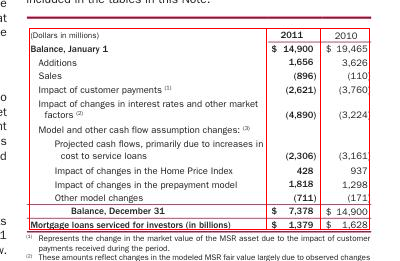 included in the tables in this Note.
(Dollars in millions) 2011 2010
Balance, January 1 $ 14,900 $ 19,465
Additions 1,656 3,626
Sales (896) (110)
Impact of customer payments (1) (2,621) (3,760)
Impact of changes in interest rates and other market
factors (2) (4,890) (3,224)
Model and other cash flow assumption changes: (3)
Projected cash flows, primarily due to increases in
cost to service loans (2,306) (3,161)
Impact of changes in the Home Price Index 428 937
Impact of changes in the prepayment model 1,818 1,298
Other model changes (711) (171)
Balance, December 31 $ 7,378 $ 14,900
Mortgage loans serviced for investors (in billions) $ 1,379 $ 1,628
(1) Represents the change in the market value of the MSR asset due to the impact of customer
payments received during the period.
(2) These amounts reflect changes in the modeled MSR fair value largely due to observed changes